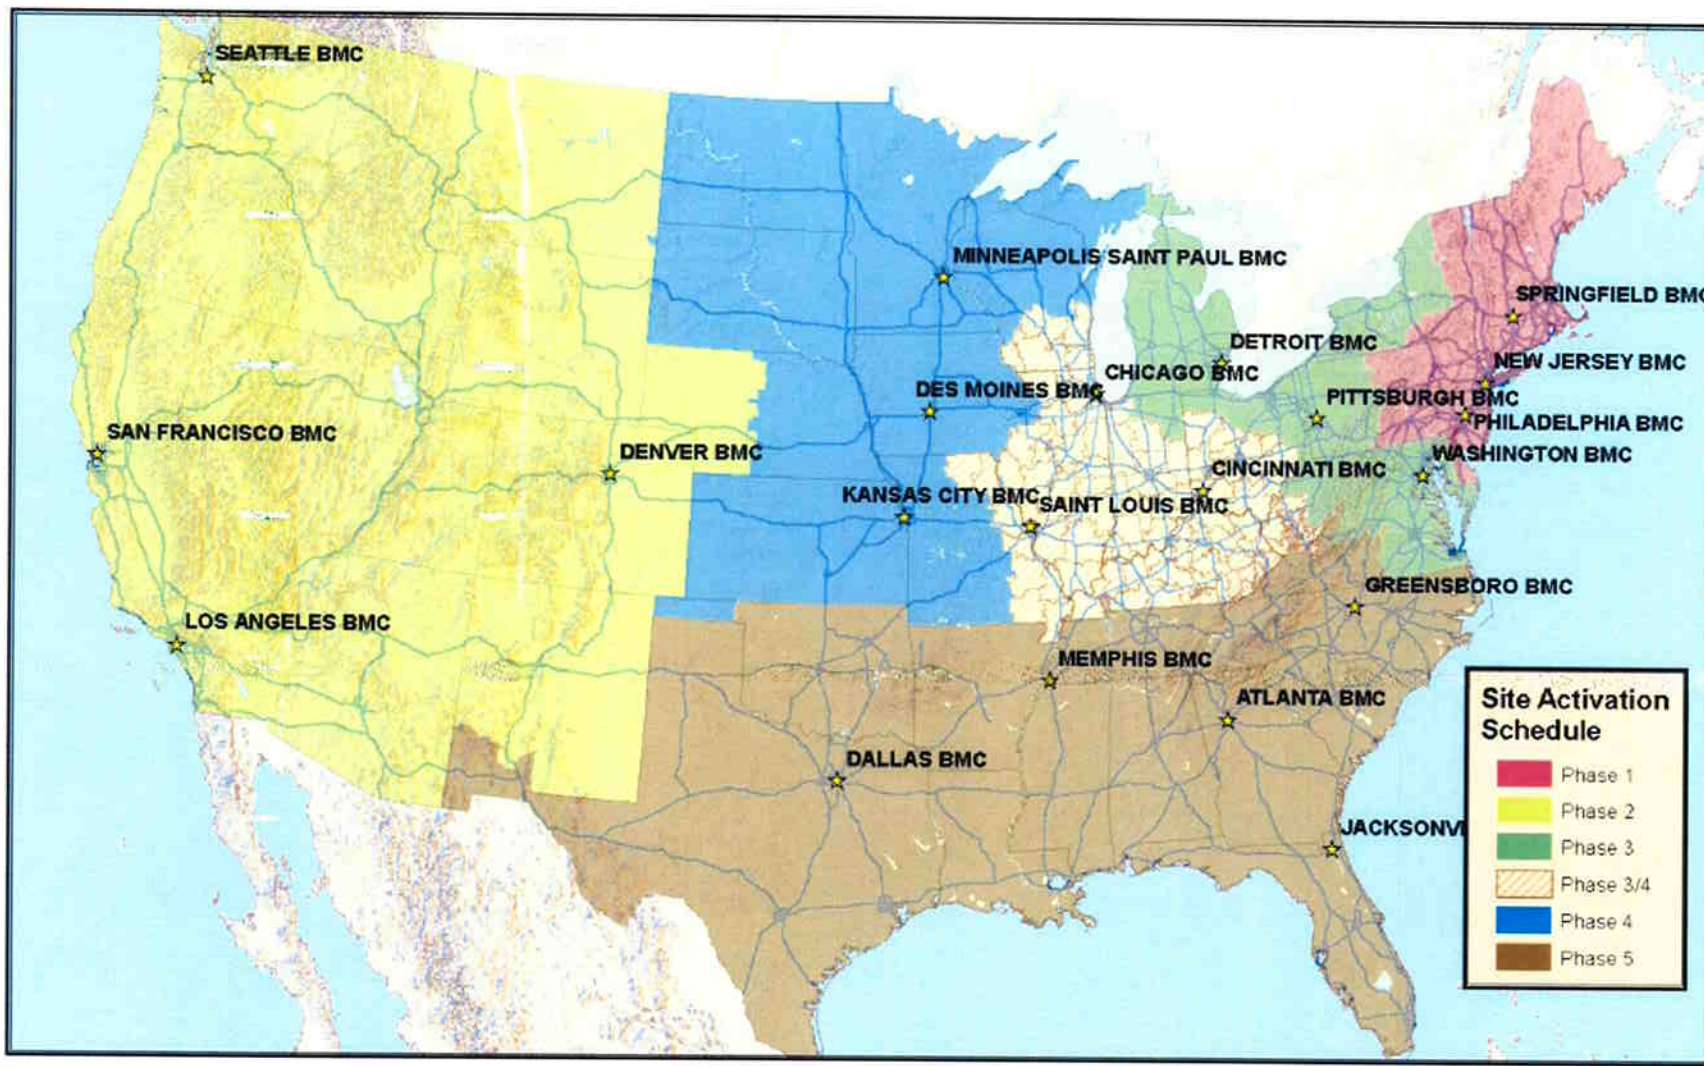 SEATTLE BMC
MINNEAPOLIS SAINT PAUL BMC
SPRINGFIELD BMC
DETROIT BMC
NEW JERSEY BMC
CHICAGO BMC
DES MOINES BMC
PITTSBURGH BMC
PHILADELPHIA BMC
SAN FRANCISCO BMC
DENVER BMC
WASHINGTON BMC
CINCINNATI BMC
KANSAS CITY BMC
SAINT LOUIS BMC
GREENSBORO BMC
LOS ANGELES BMC
MEMPHIS BMC
ATLANTA BMC
DALLAS BMC
JACKSONVI
Site Activation
Schedule
Phase 1
Phase 2
Phase 3
Phase 3/4
Phase 4
Phase 5